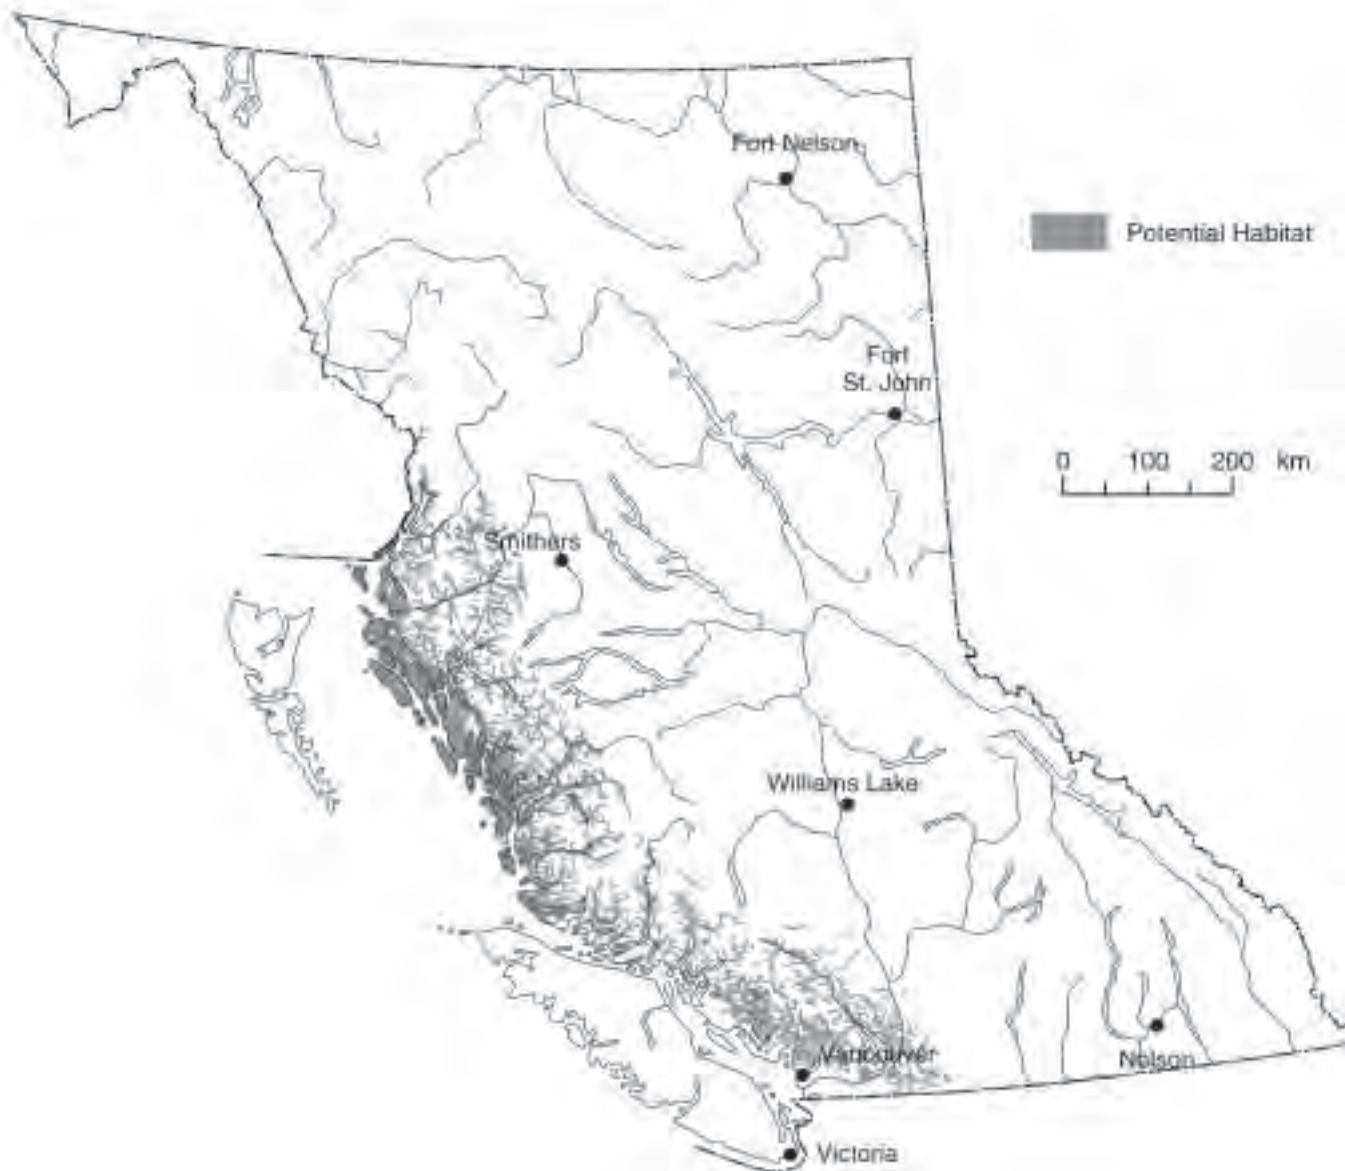 Fort Nelson
Potential Habitat
Fort
St. John
0 100 200 km
Smithers
Williams Lake
Vancouver
Nelson
Victoria